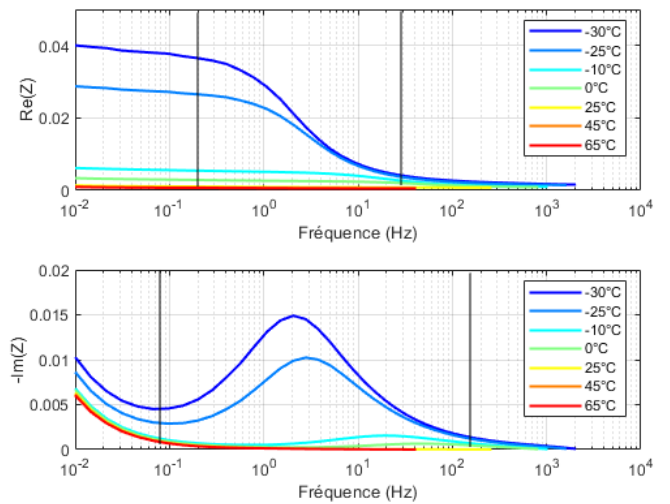 Re(Z)
0.04
0.02
0
10^-2
10^-1
10^0
10^1
10^2
10^3
10^4
Fréquence (Hz)
-30°C
-25°C
-10°C
0°C
25°C
45°C
65°C
-Im(Z)
0.02
0.015
0.01
0.005
0
10^-2
10^-1
10^0
10^1
10^2
10^3
10^4
Fréquence (Hz)
-30°C
-25°C
-10°C
0°C
25°C
45°C
65°C